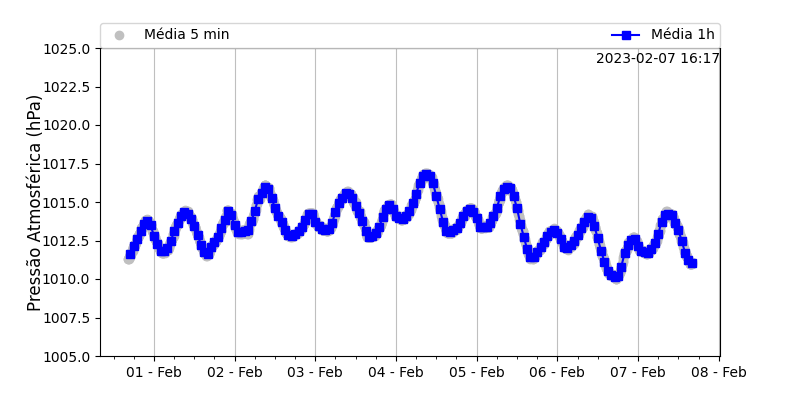 Média 5 min
Média 1h
2023-02-07 16:17
Pressão Atmosférica (hPa)
1025.0
1022.5
1020.0
1017.5
1015.0
1012.5
1010.0
1007.5
1005.0
01 - Feb
02 - Feb
03 - Feb
04 - Feb
05 - Feb
06 - Feb
07 - Feb
08 - Feb